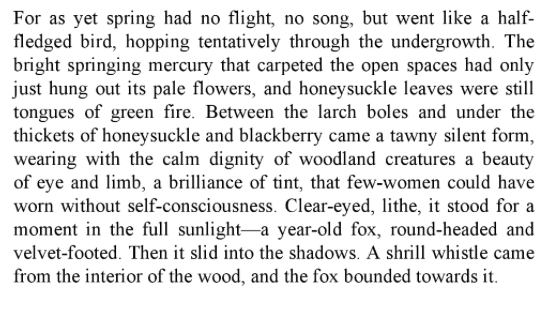 For as yet spring had no flight, no song, but went like a half-
fledged bird, hopping tentatively through the undergrowth. The
bright springing mercury that carpeted the open spaces had only
just hung out its pale flowers, and honeysuckle leaves were still
tongues of green fire. Between the larch boles and under the
thickets of honeysuckle and blackberry came a tawny silent form,
wearing with the calm dignity of woodland creatures a beauty
of eye and limb, a brilliance of tint, that few-women could have
worn without self-consciousness. Clear-eyed, lithe, it stood for a
moment in the full sunlight—a year-old fox, round-headed and
velvet-footed. Then it slid into the shadows. A shrill whistle came
from the interior of the wood, and the fox bounded towards it.